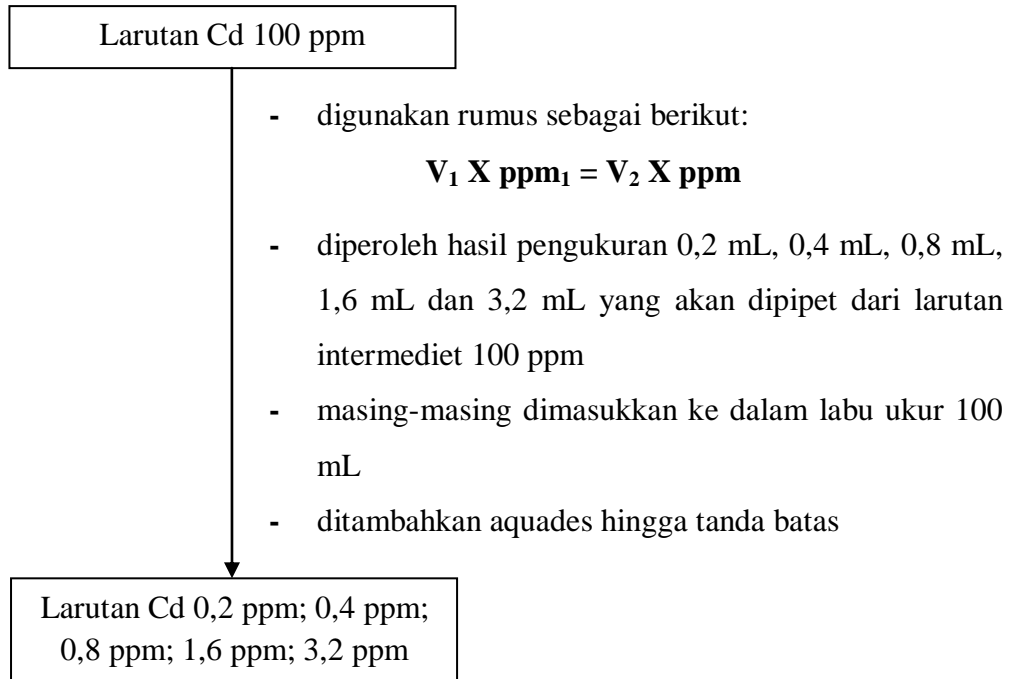 Larutan Cd 100 ppm
- digunakan rumus sebagai berikut:
V₁ X ppm₁ = V₂ X ppm
- diperoleh hasil pengukuran 0,2 mL, 0,4 mL, 0,8 mL,
1,6 mL dan 3,2 mL yang akan dipipet dari larutan
intermediet 100 ppm
- masing-masing dimasukkan ke dalam labu ukur 100
mL
- ditambahkan aquades hingga tanda batas
Larutan Cd 0,2 ppm; 0,4 ppm;
0,8 ppm; 1,6 ppm; 3,2 ppm